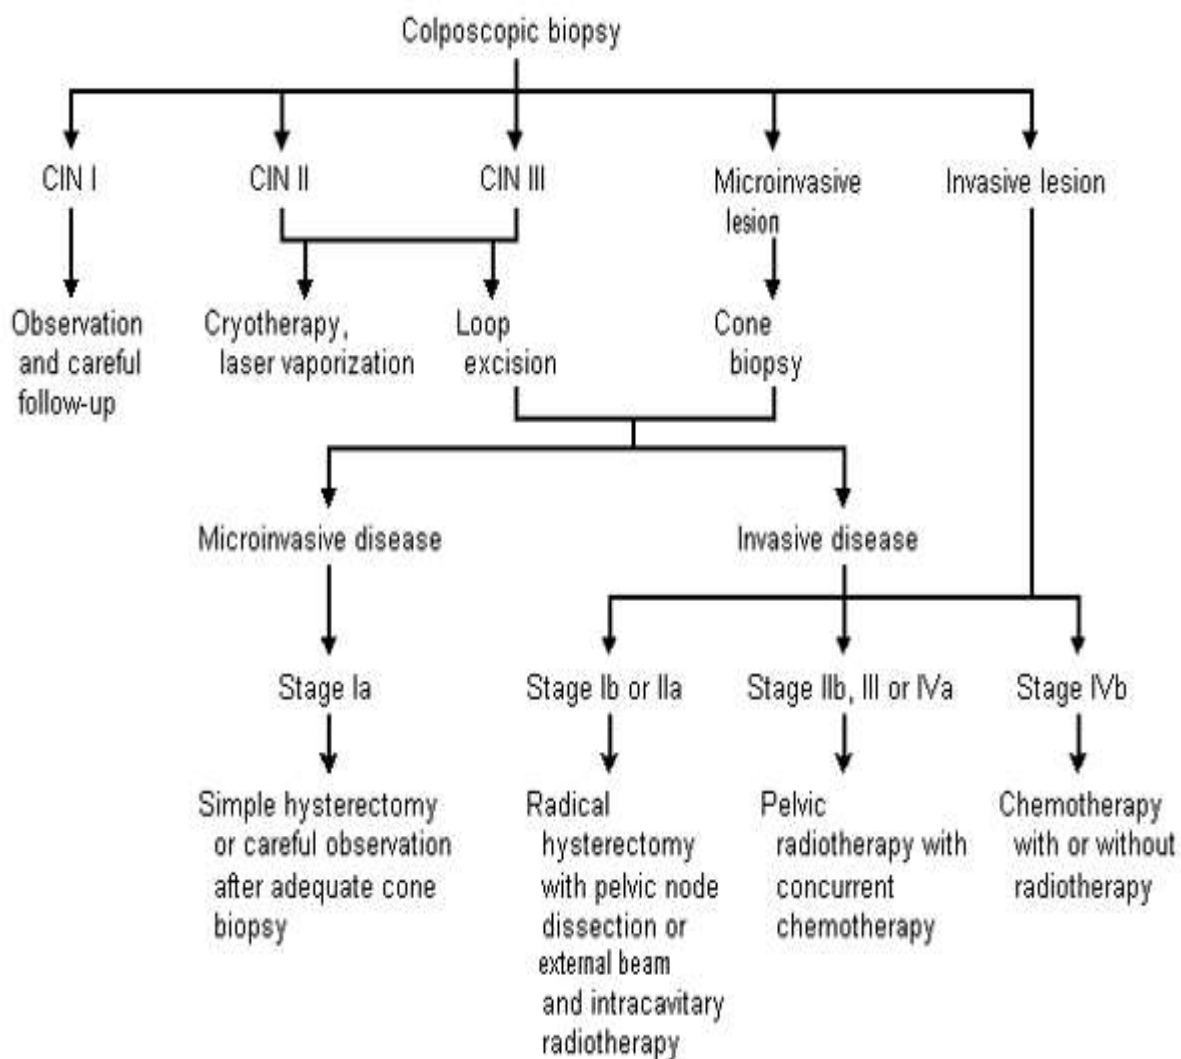 Colposcopic biopsy
CIN I
CIN II
CIN III
Microinvasive
lesion
Invasive lesion
Observation
and careful
follow-up
Cryotherapy,
laser vaporization
Loop
excision
Cone
biopsy
Microinvasive disease
Invasive disease
Stage Ia
Stage Ib or IIa
Stage IIb, III or IVa
Stage IVb
Simple hysterectomy
or careful observation
after adequate cone
biopsy
Radical
hysterectomy
with pelvic node
dissection or
external beam
and intracavitary
radiotherapy
Pelvic
radiotherapy with
concurrent
chemotherapy
Chemotherapy
with or without
radiotherapy